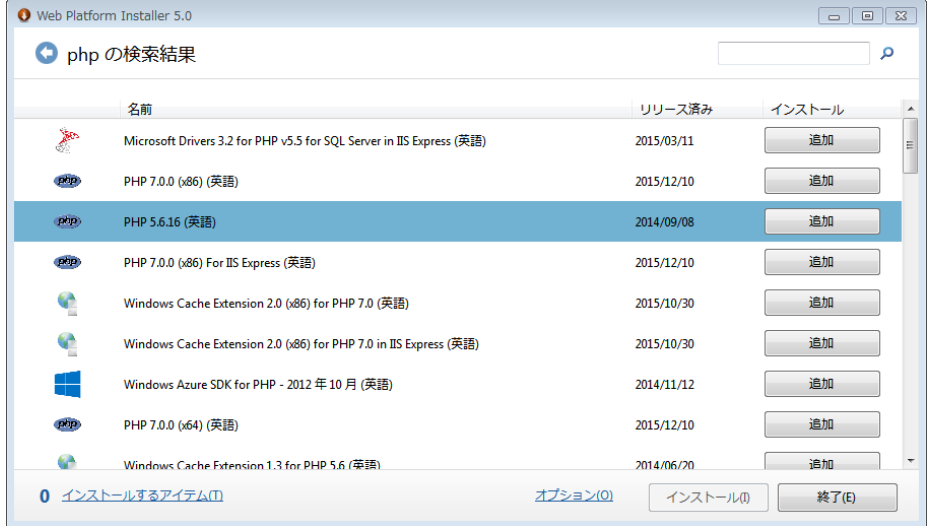 Web Platform Installer 5.0
php の検索結果
名前 リリース済み インストール
Microsoft Drivers 3.2 for PHP v5.5 for SQL Server in IIS Express (英語) 2015/03/11 追加
php PHP 7.0.0 (x86) (英語) 2015/12/10 追加
php PHP 5.6.16 (英語) 2014/09/08 追加
php PHP 7.0.0 (x86) For IIS Express (英語) 2015/12/10 追加
Windows Cache Extension 2.0 (x86) for PHP 7.0 (英語) 2015/10/30 追加
Windows Cache Extension 2.0 (x86) for PHP 7.0 in IIS Express (英語) 2015/10/30 追加
Windows Azure SDK for PHP - 2012 年 10 月 (英語) 2014/11/12 追加
php PHP 7.0.0 (x64) (英語) 2015/12/10 追加
Windows Cache Extension 1.3 for PHP 5.6 (英語) 2014/06/20 追加
0 インストールするアイテム(T) オプション(O) インストール(I) 終了(E)